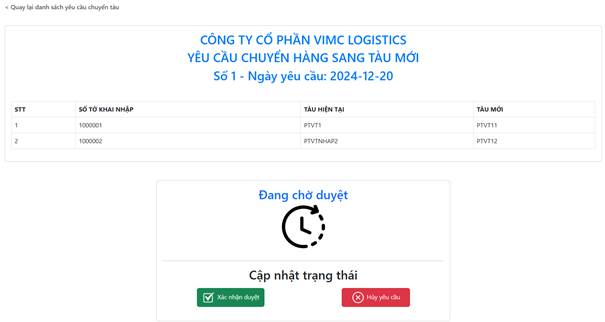 < Quay lại danh sách yêu cầu chuyển tàu
CÔNG TY CỔ PHẦN VIMC LOGISTICS
YÊU CẦU CHUYỂN HÀNG SANG TÀU MỚI
Số 1 - Ngày yêu cầu: 2024-12-20
STT SỐ TỜ KHAI NHẬP TÀU HIỆN TẠI TÀU MỚI
1 1000001 PTVT1 PTVT11
2 1000002 PTVTNHAP2 PTVT12
Đang chờ duyệt
Cập nhật trạng thái
Xác nhận duyệt Hủy yêu cầu